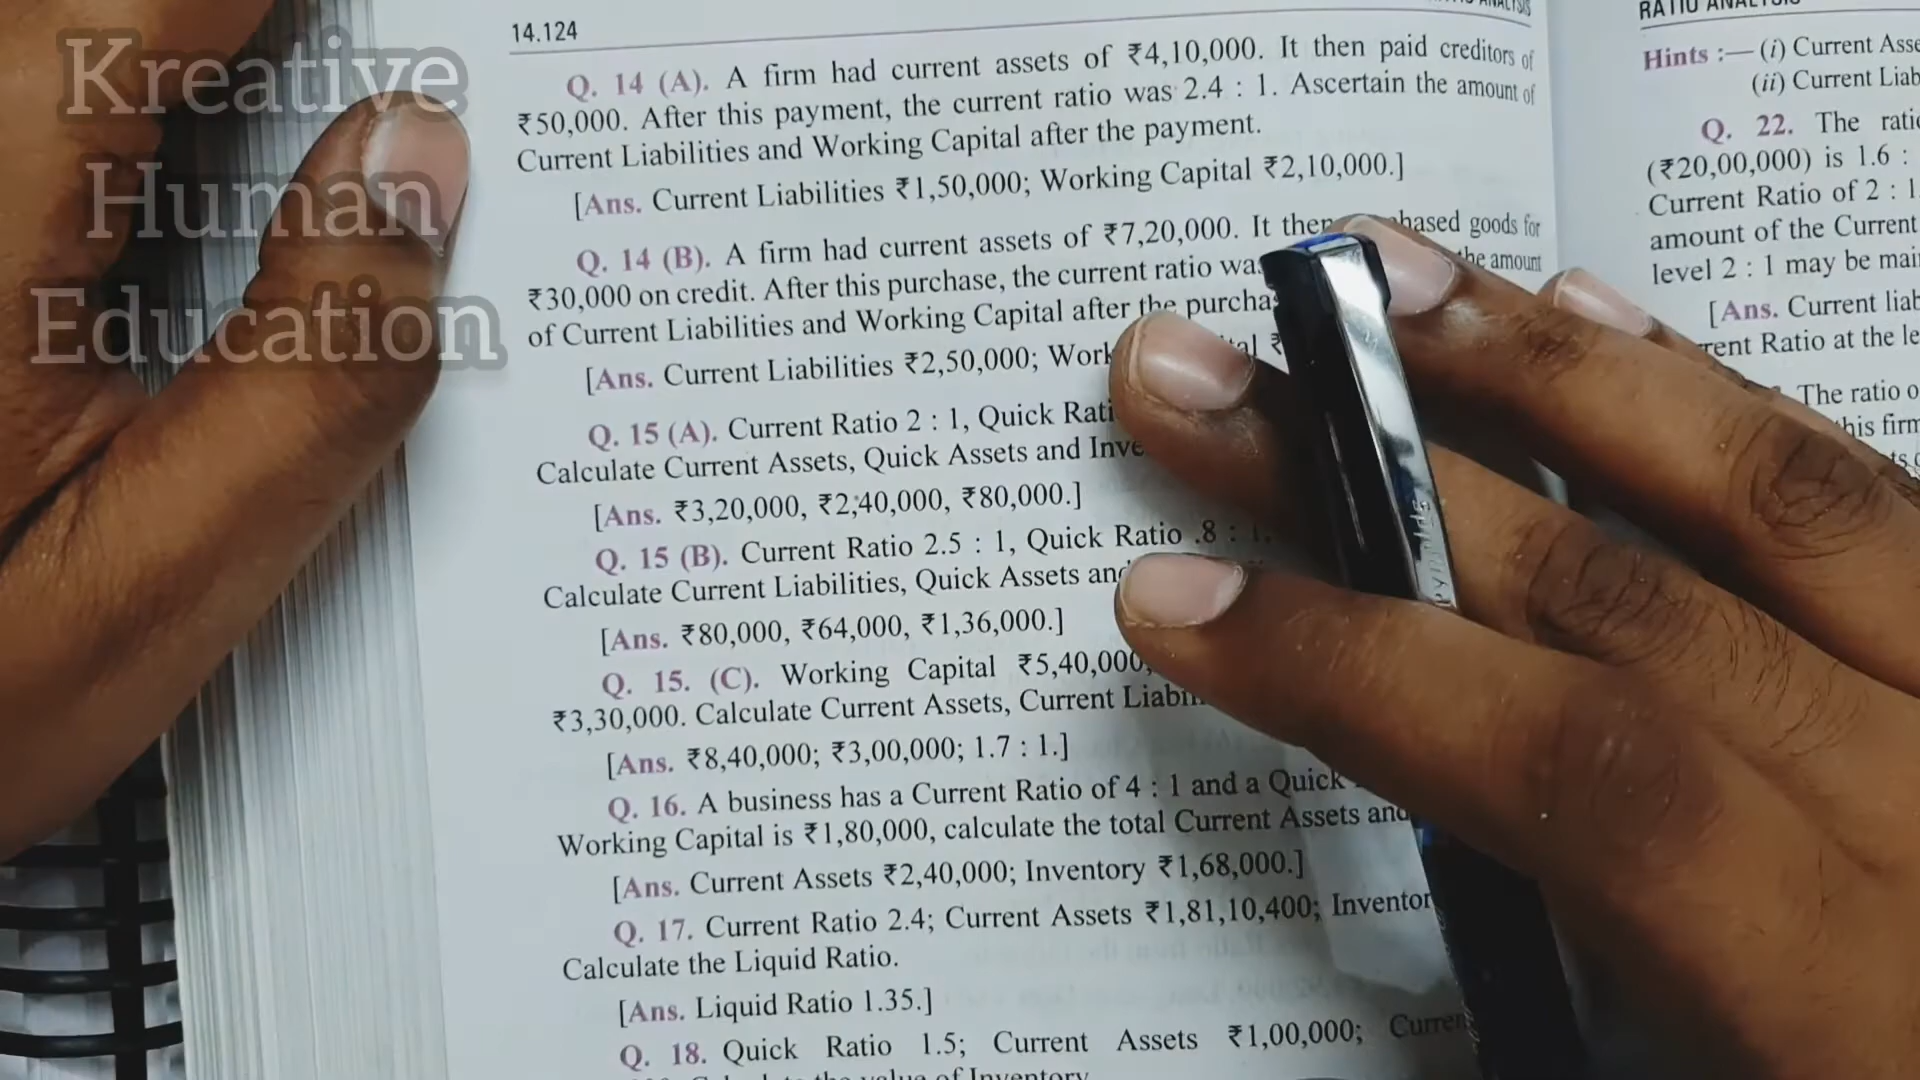 Kreative
Human
Education
14.124
Q. 14 (A). A firm had current assets of ₹4,10,000. It then paid creditors of
₹50,000. After this payment, the current ratio was 2.4 : 1. Ascertain the amount of
Current Liabilities and Working Capital after the payment.
[Ans. Current Liabilities ₹1,50,000; Working Capital ₹2,10,000.]
Q. 14 (B). A firm had current assets of ₹7,20,000. It then goods for
₹30,000 on credit. After this purchase, the current ratio the amount
of Current Liabilities and Working Capital after the
[Ans. Current Liabilities ₹2,50,000;
Q. 15 (A). Current Ratio 2 : 1, Quick
Calculate Current Assets, Quick Assets and
[Ans. ₹3,20,000, ₹2,40,000, ₹80,000.]
Q. 15 (B). Current Ratio 2.5 : 1, Quick Ratio .8 : 1.
Calculate Current Liabilities, Quick Assets
[Ans. ₹80,000, ₹64,000, ₹1,36,000.]
Q. 15. (C). Working Capital ₹5,40,000,
₹3,30,000. Calculate Current Assets, Current
[Ans. ₹8,40,000; ₹3,00,000; 1.7 : 1.]
Q. 16. A business has a Current Ratio of 4 : 1 and a Quick
Working Capital is ₹1,80,000, calculate the total Current Assets
[Ans. Current Assets ₹2,40,000; Inventory ₹1,68,000.]
Q. 17. Current Ratio 2.4; Current Assets ₹1,81,10,400;
Calculate the Liquid Ratio.
[Ans. Liquid Ratio 1.35.]
Q. 18. Quick Ratio 1.5; Current Assets ₹1,00,000;
value of Inventory
RATIO
Hints :— (i) Current
(ii) Current
Q. 22. The
(₹20,00,000) is 1.6 :
Current Ratio of 2 : 1
amount of the Current
level 2 : 1 may be
[Ans. Current
Ratio at the
The ratio
firm